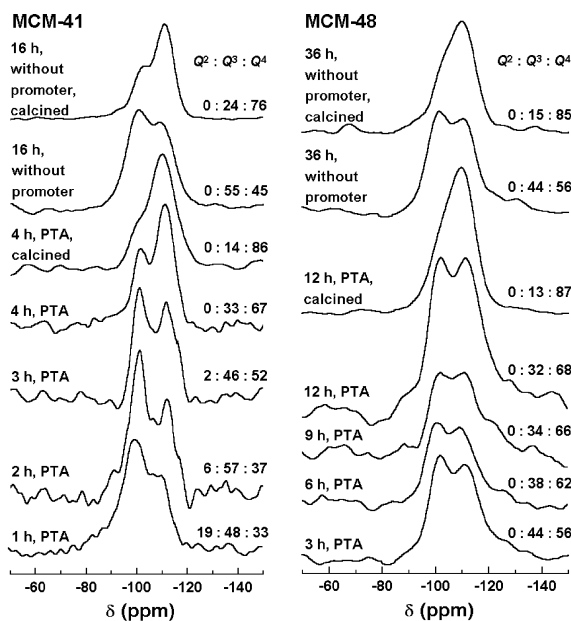 MCM-41
16 h,
without
promoter,
calcined
Q² : Q³ : Q⁴
0 : 24 : 76
16 h,
without
promoter
0 : 55 : 45
4 h, PTA,
calcined
0 : 14 : 86
4 h, PTA
0 : 33 : 67
3 h, PTA
2 : 46 : 52
2 h, PTA
6 : 57 : 37
1 h, PTA
19 : 48 : 33
-60 -80 -100 -120 -140
δ (ppm)
MCM-48
36 h,
without
promoter,
calcined
Q² : Q³ : Q⁴
0 : 15 : 85
36 h,
without
promoter
0 : 44 : 56
12 h, PTA,
calcined
0 : 13 : 87
12 h, PTA
0 : 32 : 68
9 h, PTA
0 : 34 : 66
6 h, PTA
0 : 38 : 62
3 h, PTA
0 : 44 : 56
-60 -80 -100 -120 -140
δ (ppm)